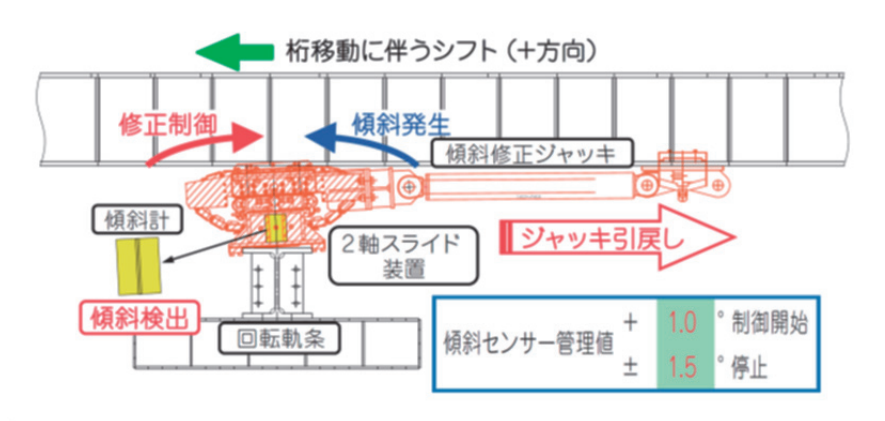 桁移動に伴うシフト（＋方向）
修正制御
傾斜発生
傾斜修正ジャッキ
傾斜計
2軸スライド
装置
ジャッキ引戻し
傾斜検出
回転軌条
傾斜センサー管理値
＋ 1.0 °制御開始
± 1.5 °停止